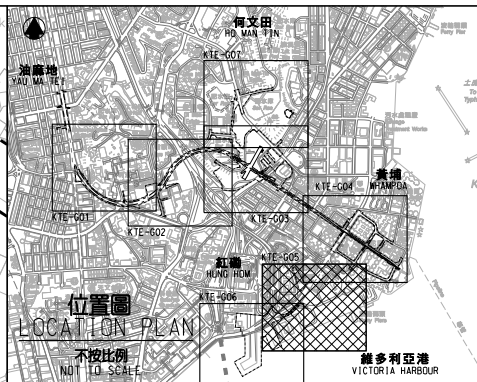 何文田
HO MAN TIN
KTE-G07
油麻地
YAU MA TEI
黃埔
WHAMPOA
KTE-G04
KTE-G01
KTE-G02
KTE-G03
紅磡
HUNG HOM
KTE-G05
KTE-G06
位置圖
LOCATION PLAN
不按比例
NOT TO SCALE
維多利亞港
VICTORIA HARBOUR